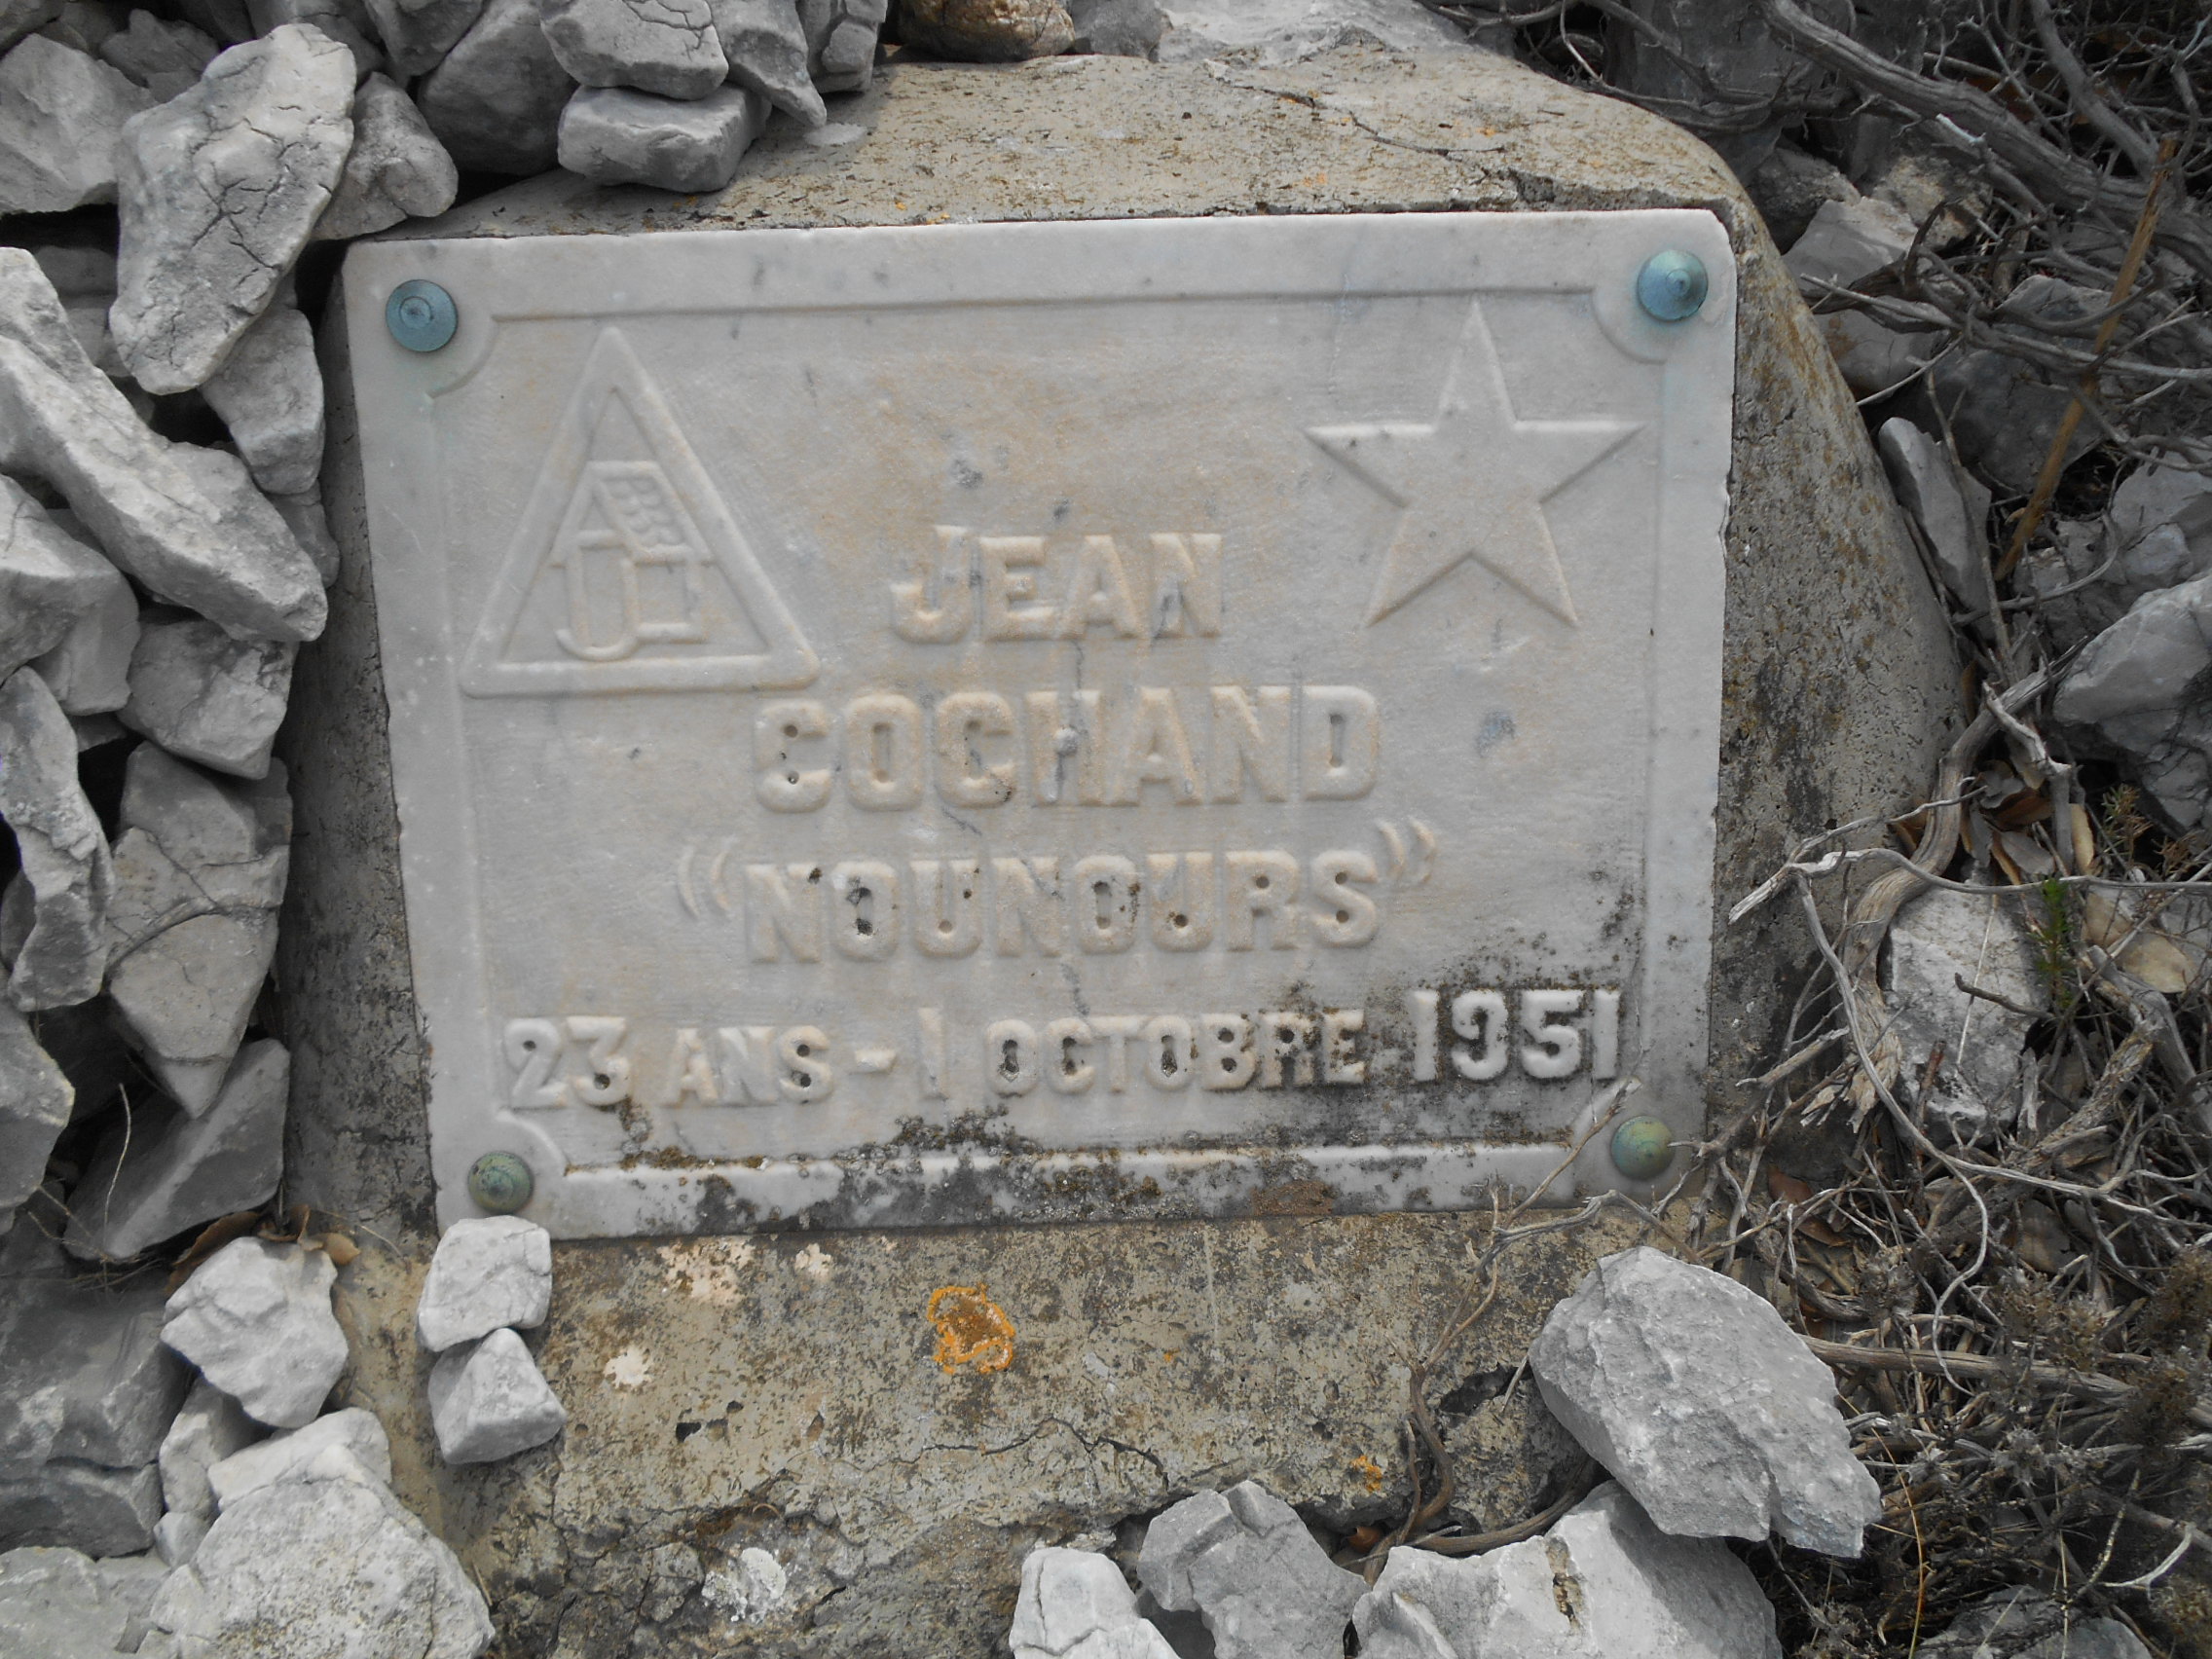 JEAN
COCHAND
"NOUNOURS"
23 ANS - 1 OCTOBRE 1951